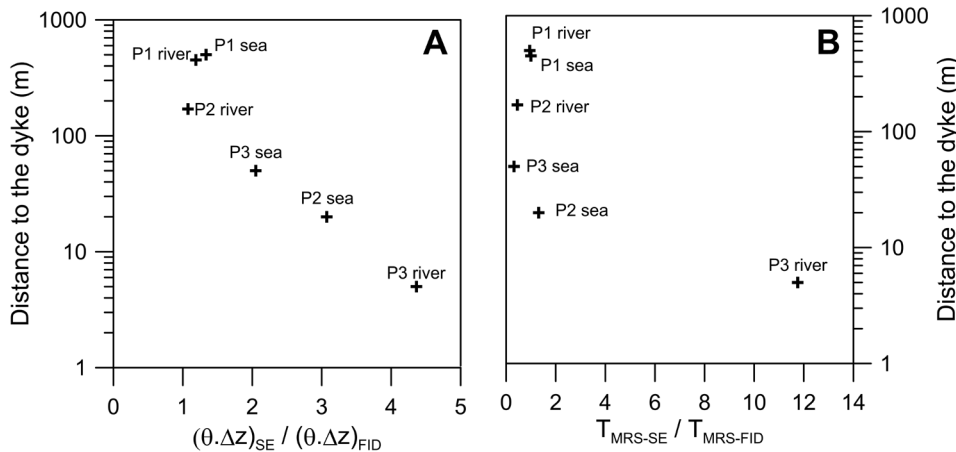 A
Distance to the dyke (m)
1000
100
10
1
P1 sea
P1 river
P2 river
P3 sea
P2 sea
P3 river
0 1 2 3 4 5
(θ.Δz)SE / (θ.Δz)FID
B
P1 river
P1 sea
P2 river
P3 sea
P2 sea
P3 river
1000
100
10
1
Distance to the dyke (m)
0 2 4 6 8 10 12 14
TMRS-SE / TMRS-FID